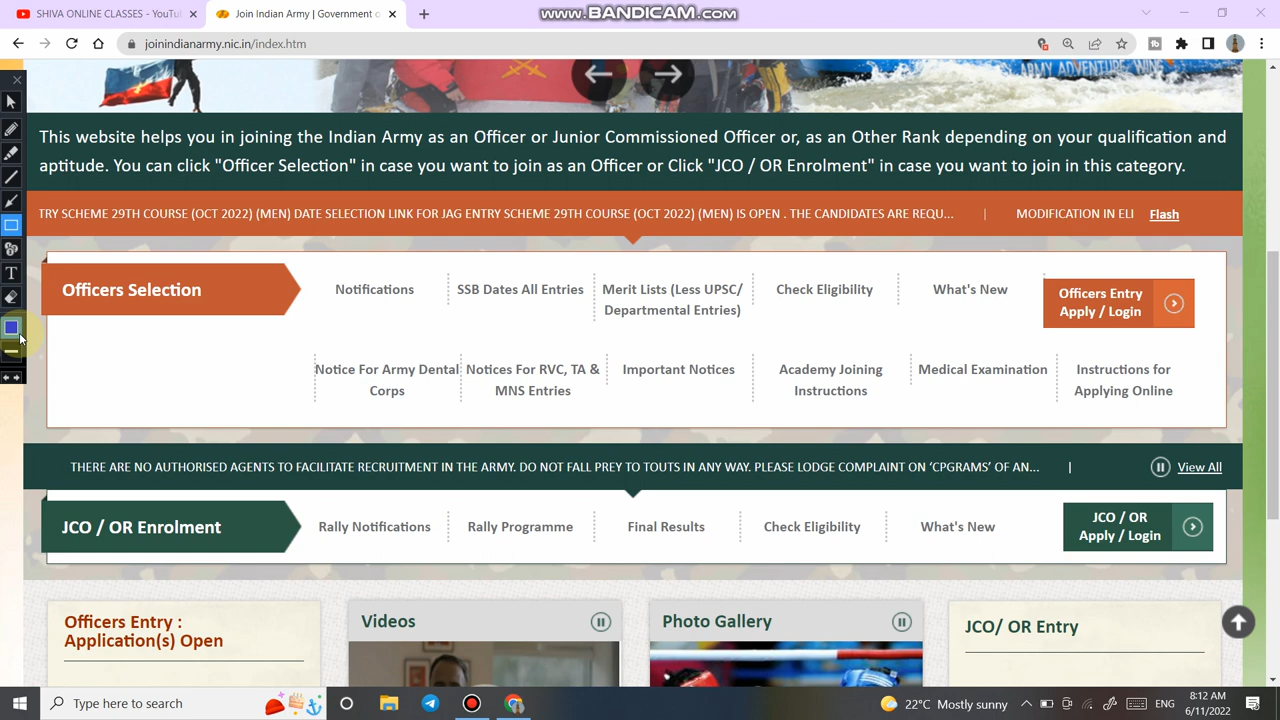 SHIVA ONLINE CLASSES - YouTu
Join Indian Army | Government o
www.BANDICAM.com
joinindianarmy.nic.in/index.htm
ARMY ADVENTURE WING
This website helps you in joining the Indian Army as an Officer or Junior Commissioned Officer or, as an Other Rank depending on your qualification and
aptitude. You can click "Officer Selection" in case you want to join as an Officer or Click "JCO / OR Enrolment" in case you want to join in this category.
TRY SCHEME 29TH COURSE (OCT 2022) (MEN) DATE SELECTION LINK FOR JAG ENTRY SCHEME 29TH COURSE (OCT 2022) (MEN) IS OPEN . THE CANDIDATES ARE REQU... | MODIFICATION IN ELI Flash
Officers Selection
Notifications
SSB Dates All Entries
Merit Lists (Less UPSC/
Departmental Entries)
Check Eligibility
What's New
Officers Entry
Apply / Login
Notice For Army Dental
Corps
Notices For RVC, TA &
MNS Entries
Important Notices
Academy Joining
Instructions
Medical Examination
Instructions for
Applying Online
THERE ARE NO AUTHORISED AGENTS TO FACILITATE RECRUITMENT IN THE ARMY. DO NOT FALL PREY TO TOUTS IN ANY WAY. PLEASE LODGE COMPLAINT ON ‘CPGRAMS’ OF AN... | View All
JCO / OR Enrolment
Rally Notifications
Rally Programme
Final Results
Check Eligibility
What's New
JCO / OR
Apply / Login
Officers Entry :
Application(s) Open
Videos
Photo Gallery
JCO/ OR Entry
Type here to search
22°C Mostly sunny
ENG
8:12 AM
6/11/2022